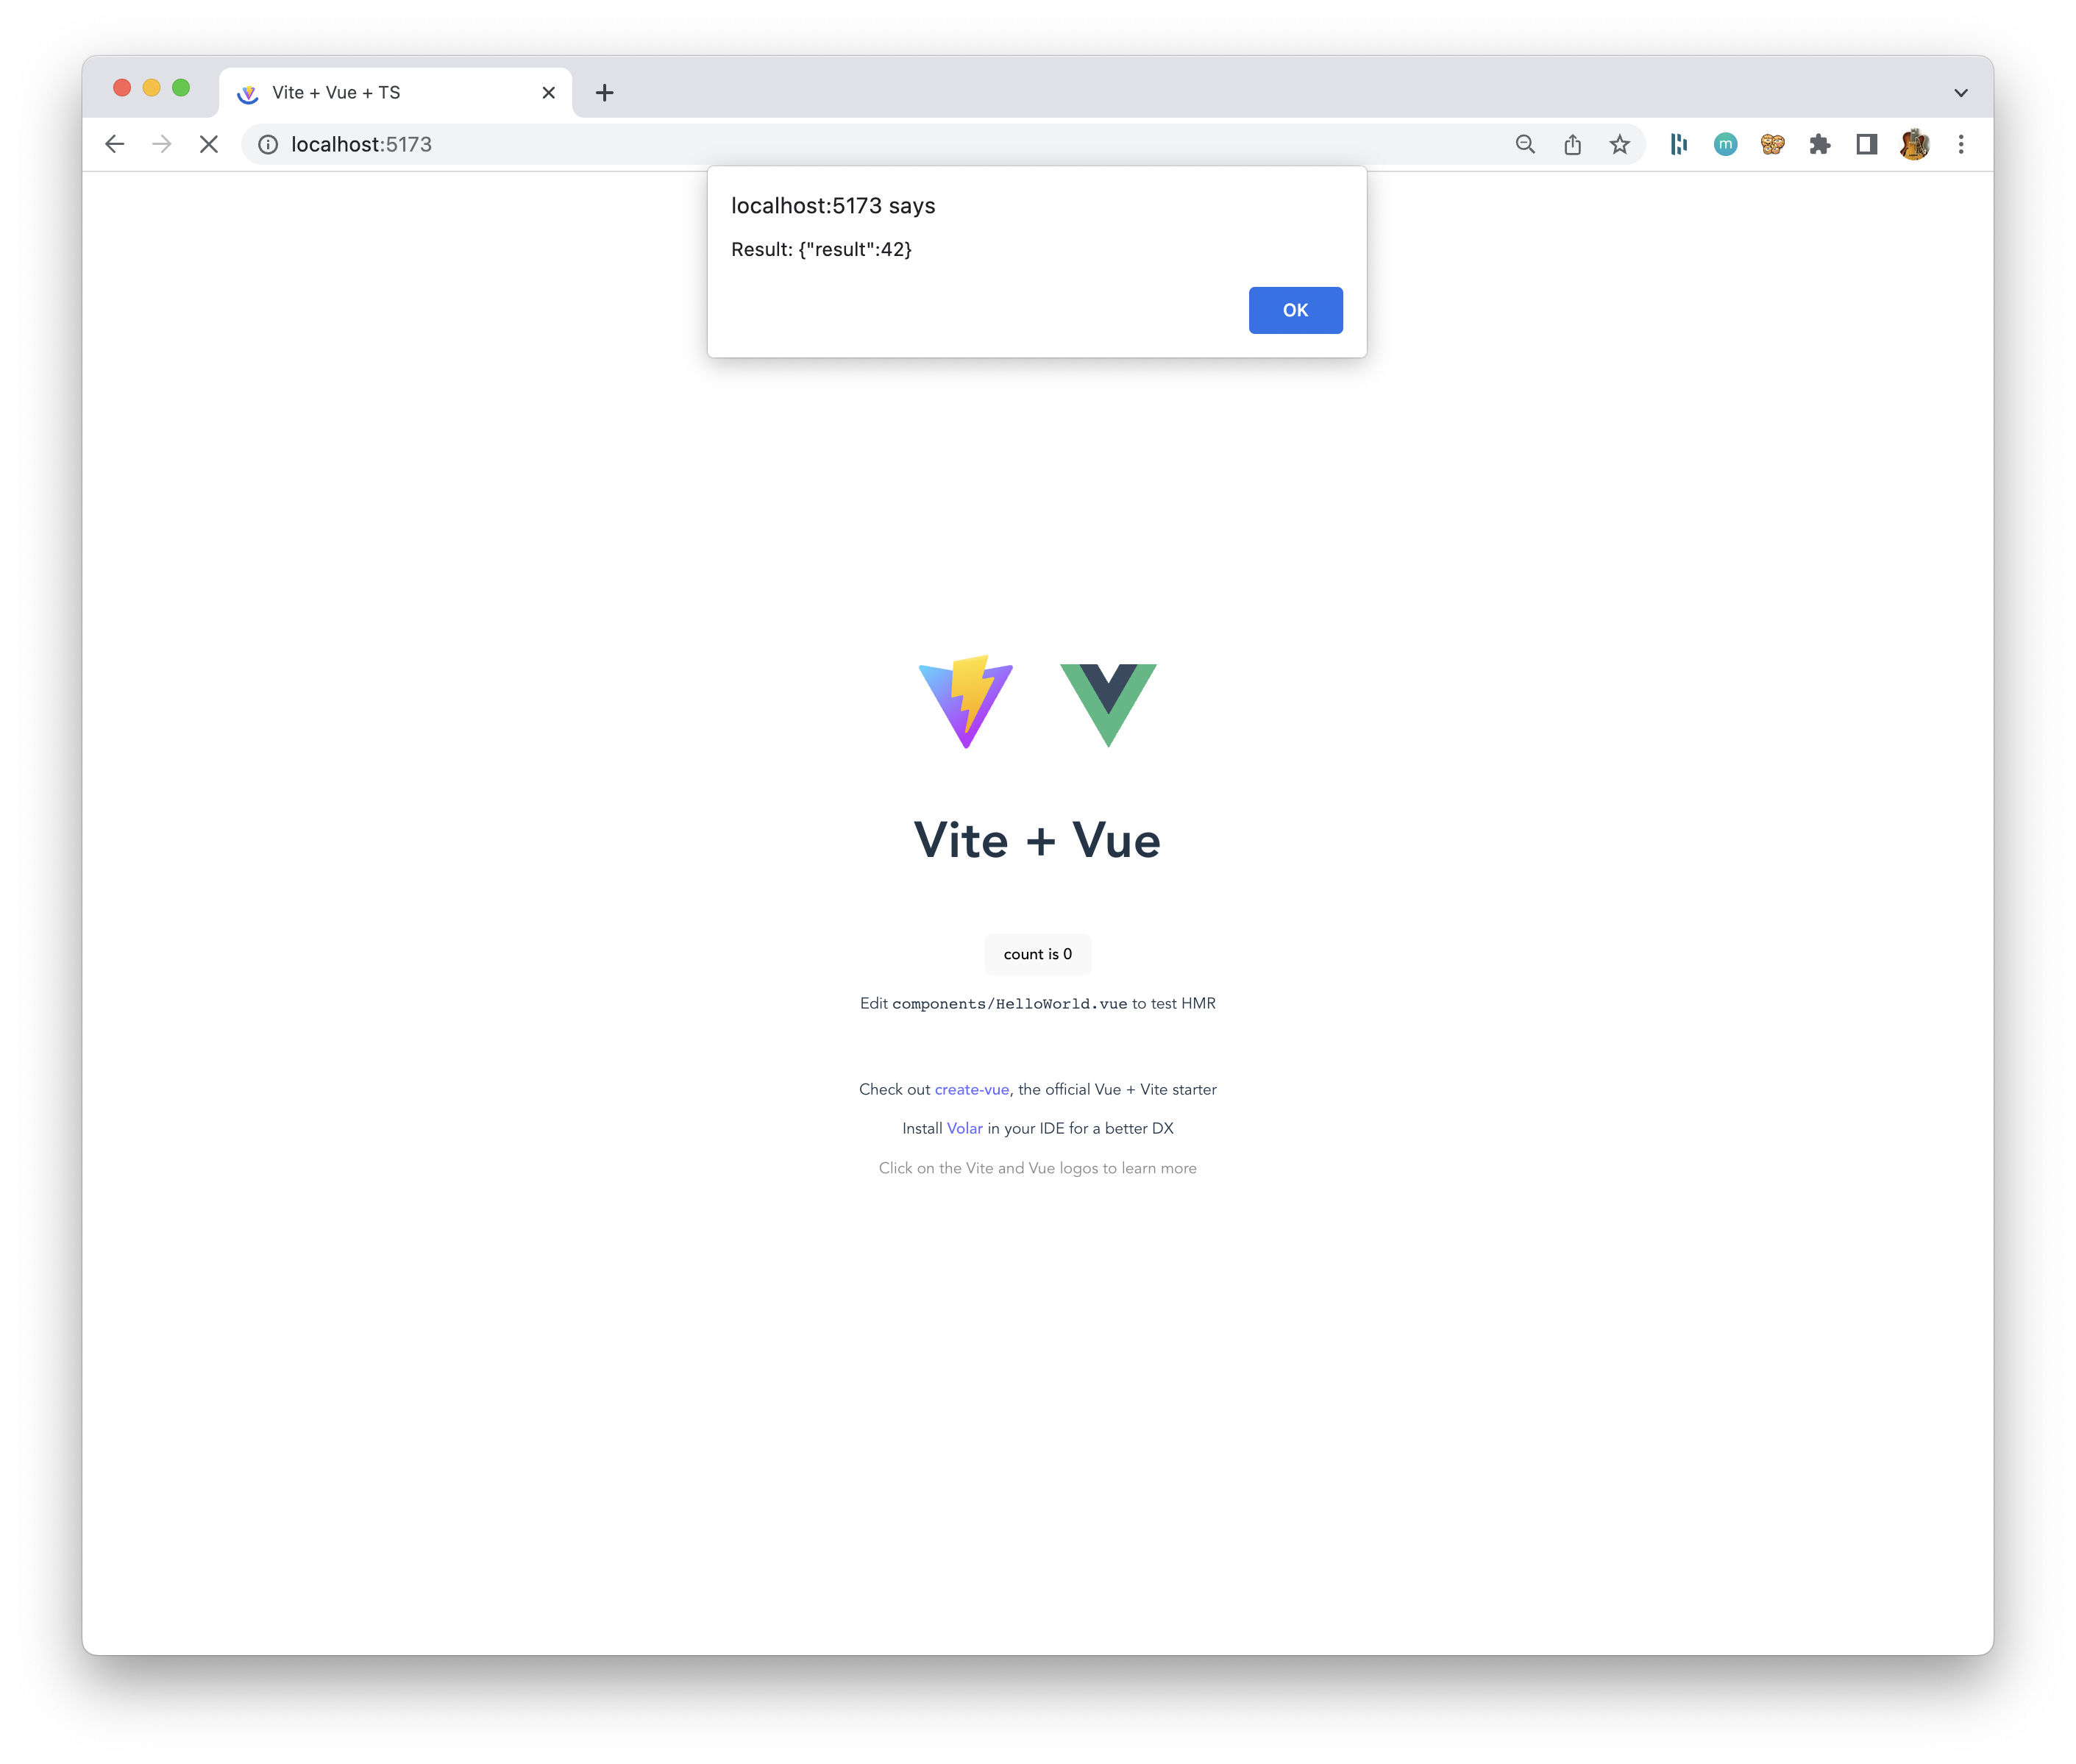 Vite + Vue + TS
localhost:5173
m
localhost:5173 says
Result: {"result":42}
OK
Vite + Vue
count is 0
Edit components/HelloWorld.vue to test HMR
Check out create-vue, the official Vue + Vite starter
Install Volar in your IDE for a better DX
Click on the Vite and Vue logos to learn more